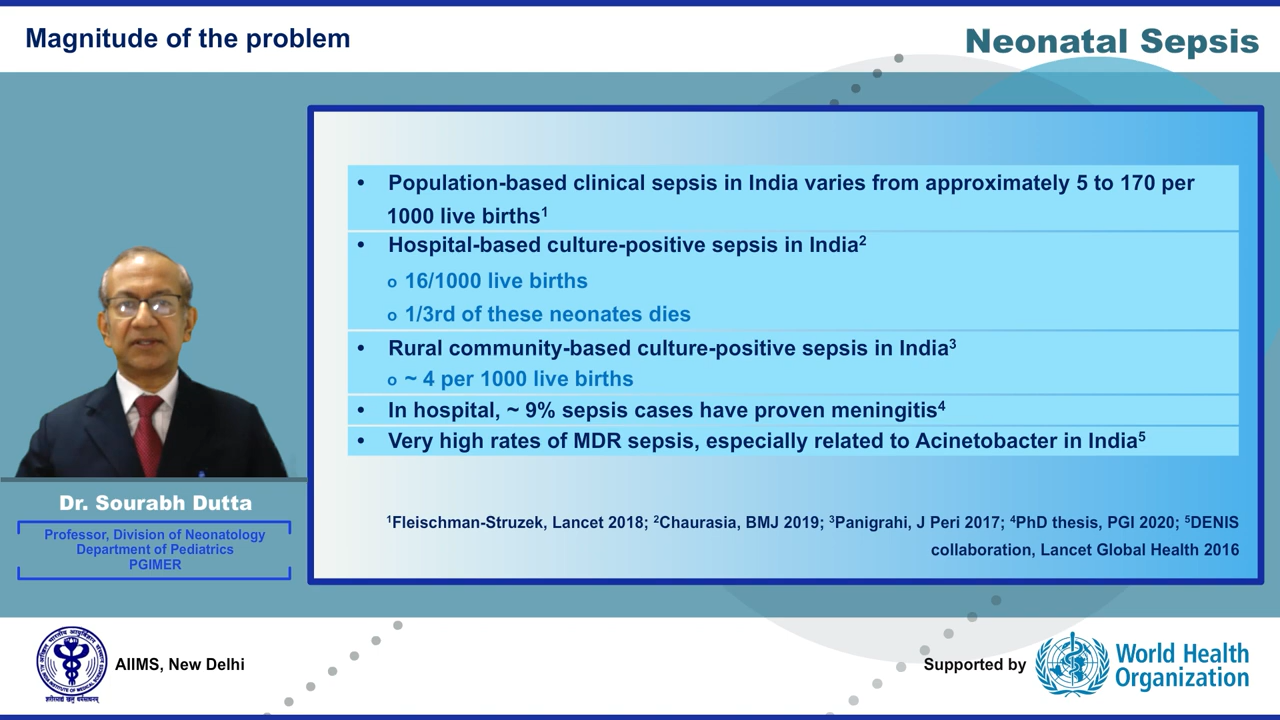 Magnitude of the problem
Neonatal Sepsis
• Population-based clinical sepsis in India varies from approximately 5 to 170 per
1000 live births¹
• Hospital-based culture-positive sepsis in India²
o 16/1000 live births
o 1/3rd of these neonates dies
• Rural community-based culture-positive sepsis in India³
o ~ 4 per 1000 live births
• In hospital, ~ 9% sepsis cases have proven meningitis⁴
• Very high rates of MDR sepsis, especially related to Acinetobacter in India⁵
¹Fleischman-Struzek, Lancet 2018; ²Chaurasia, BMJ 2019; ³Panigrahi, J Peri 2017; ⁴PhD thesis, PGI 2020; ⁵DENIS
collaboration, Lancet Global Health 2016
Dr. Sourabh Dutta
Professor, Division of Neonatology
Department of Pediatrics
PGIMER
AIIMS, New Delhi
Supported by
World Health
Organization